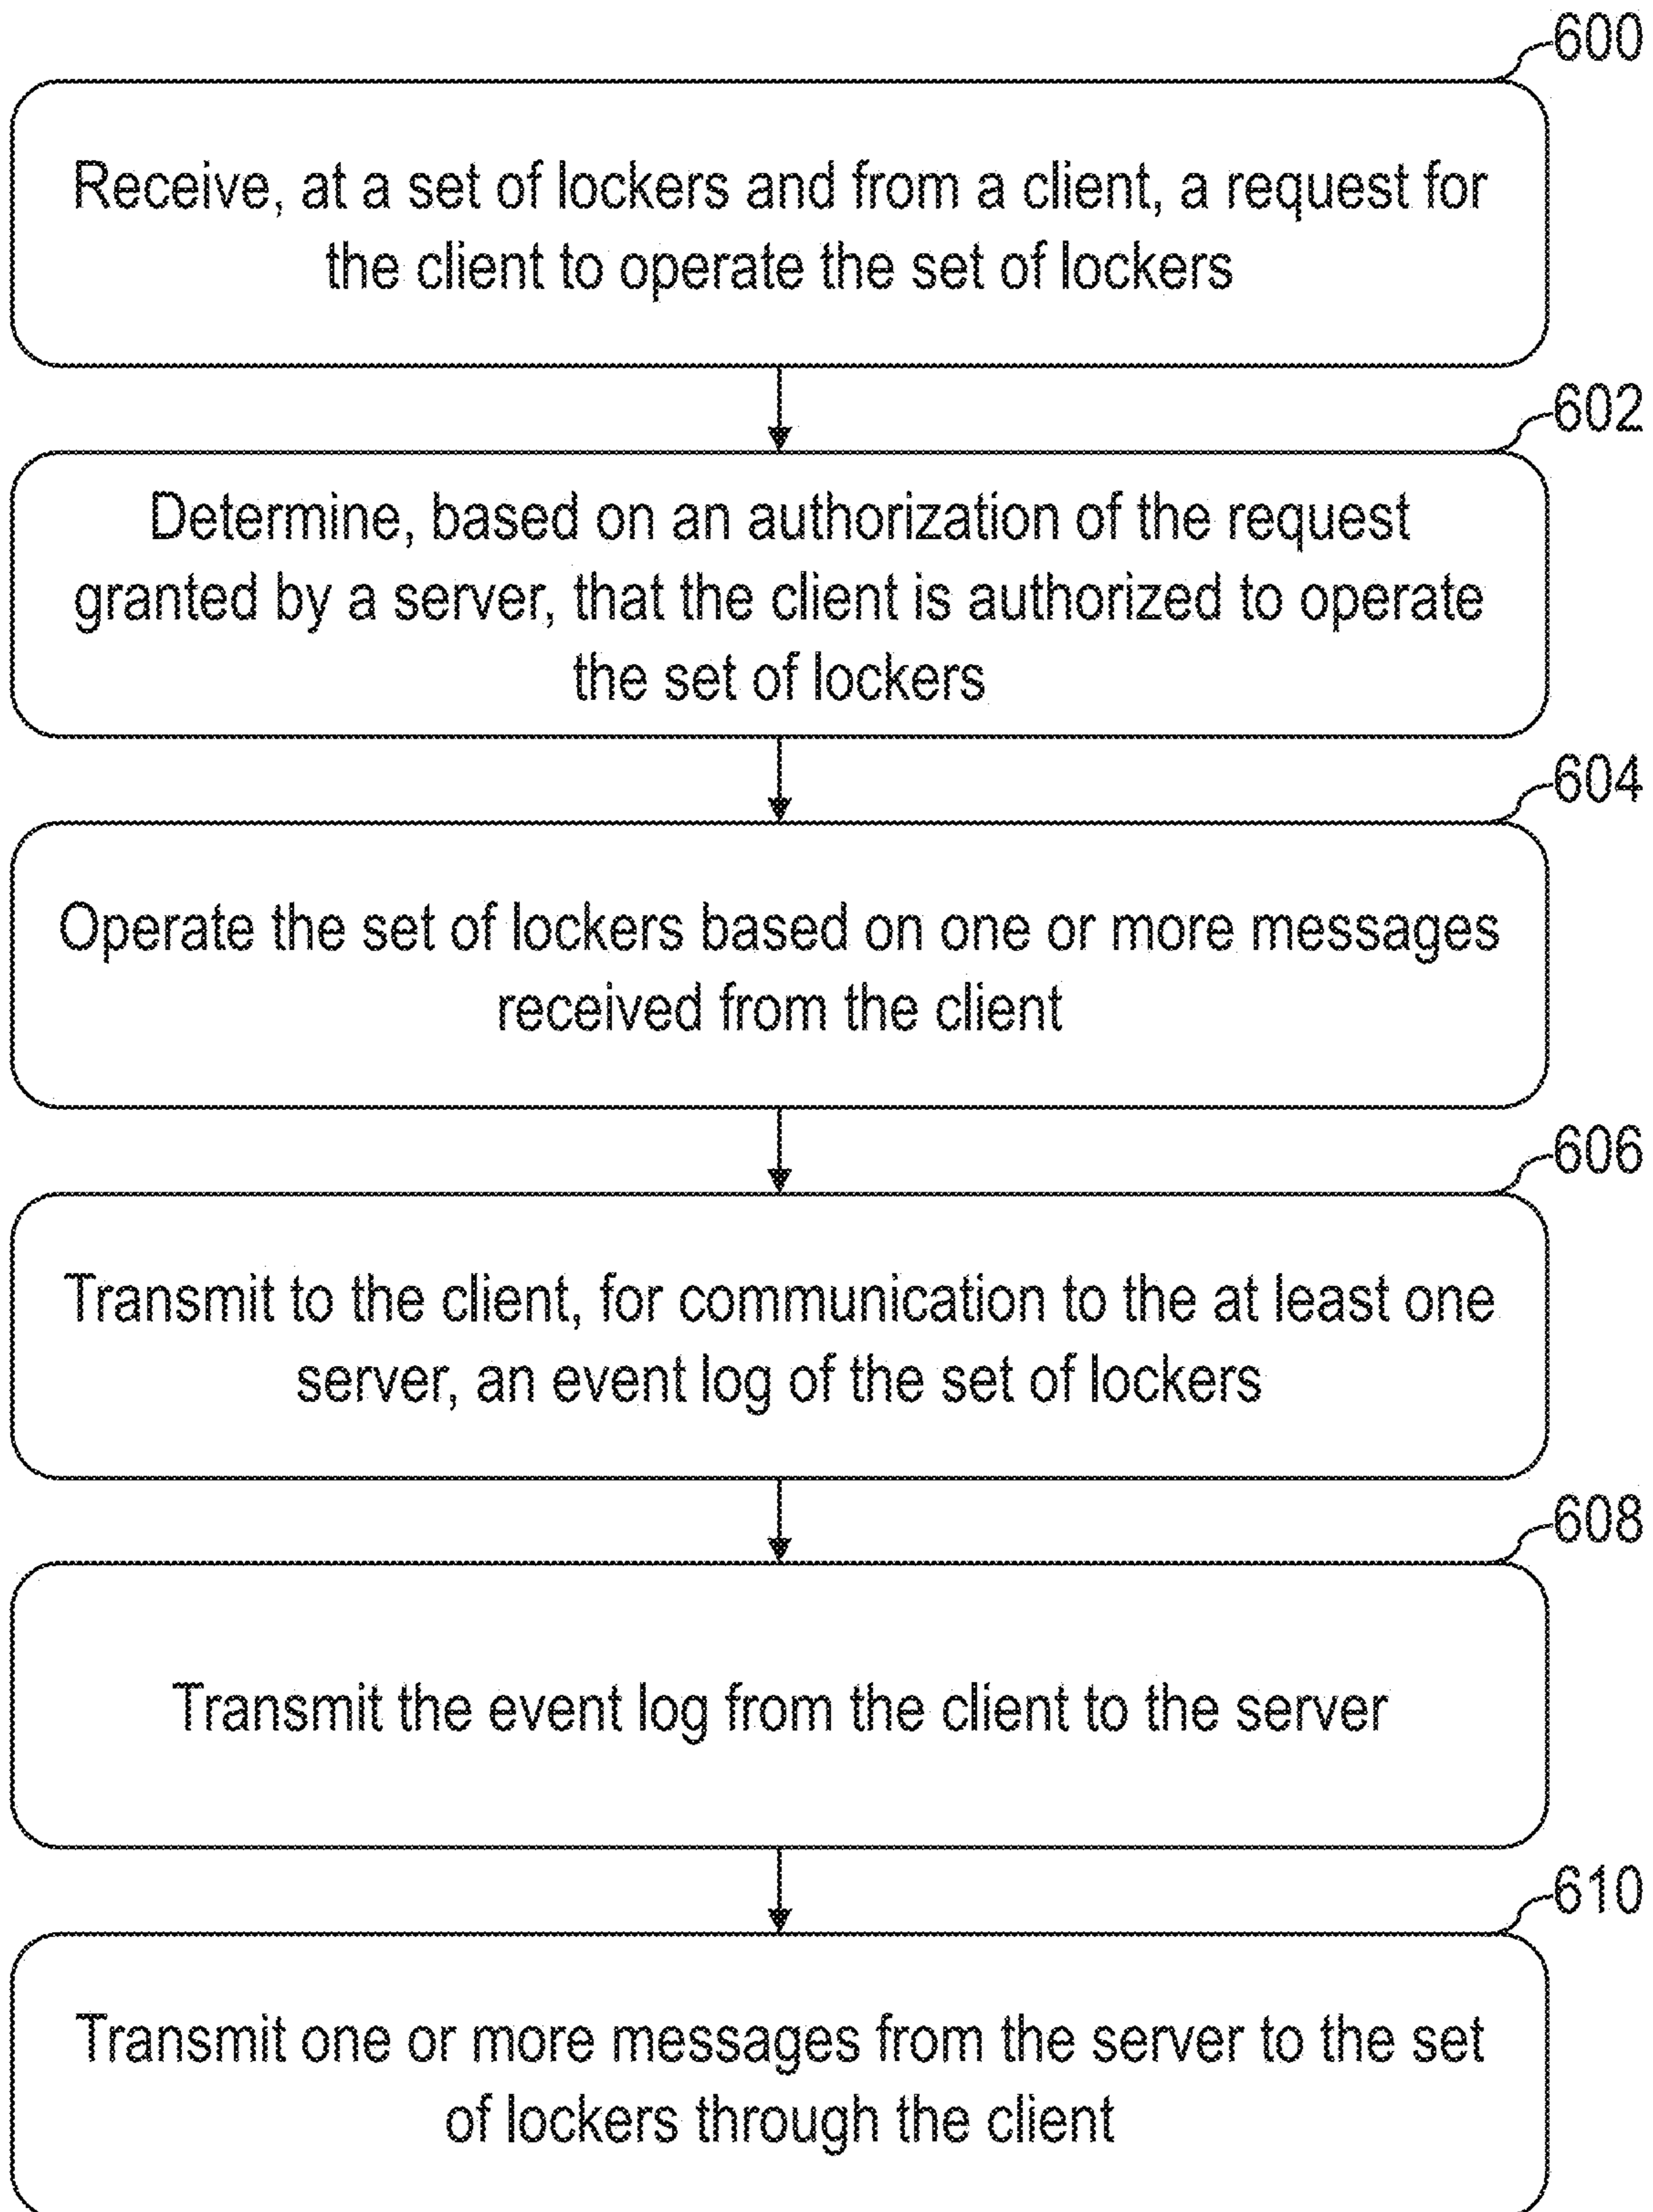 600
Receive, at a set of lockers and from a client, a request for
the client to operate the set of lockers
602
Determine, based on an authorization of the request
granted by a server, that the client is authorized to operate
the set of lockers
604
Operate the set of lockers based on one or more messages
received from the client
606
Transmit to the client, for communication to the at least one
server, an event log of the set of lockers
608
Transmit the event log from the client to the server
610
Transmit one or more messages from the server to the set
of lockers through the client